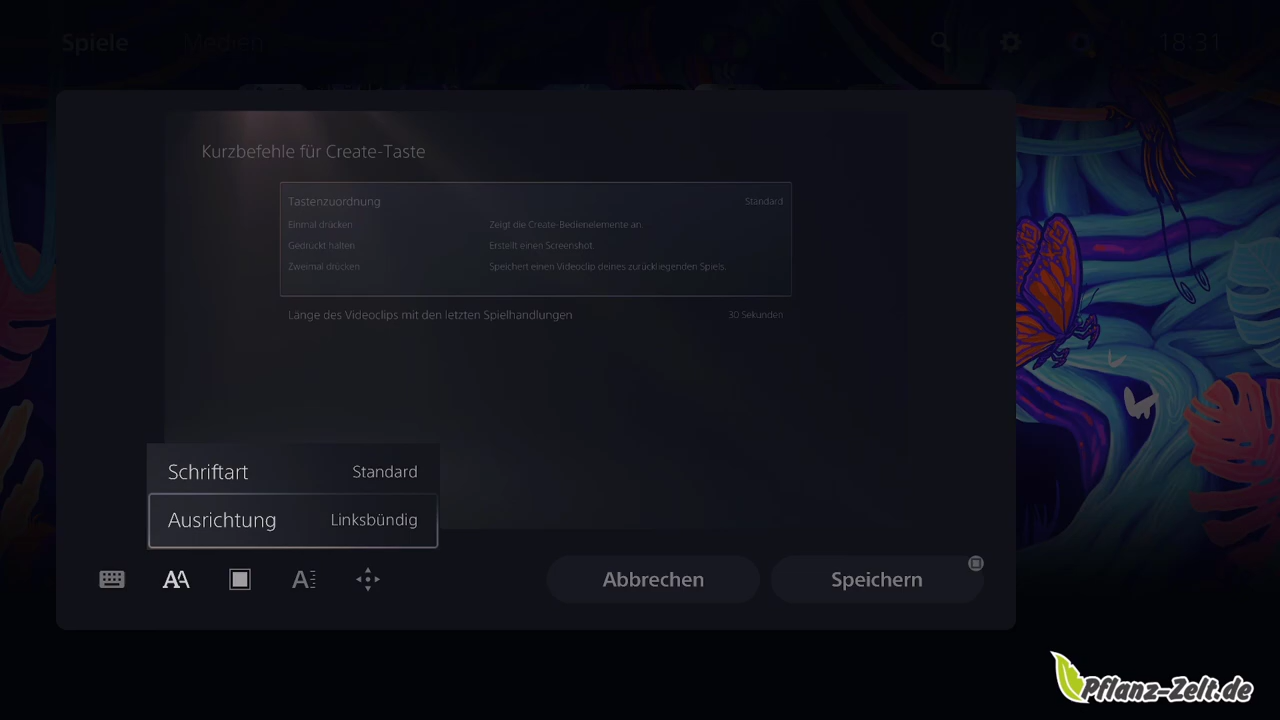 Spiele Medien 18:31
Kurzbefehle für Create-Taste
Tastenzuordnung Standard
Einmal drücken Zeigt die Create-Bedienelemente an.
Gedrückt halten Erstellt einen Screenshot.
Zweimal drücken Speichert einen Videoclip deines zurückliegenden Spiels.
Länge des Videoclips mit den letzten Spielhandlungen 30 Sekunden
Schriftart Standard
Ausrichtung Linksbündig
AA A Abbrechen Speichern
Pflanz-Zelt.de